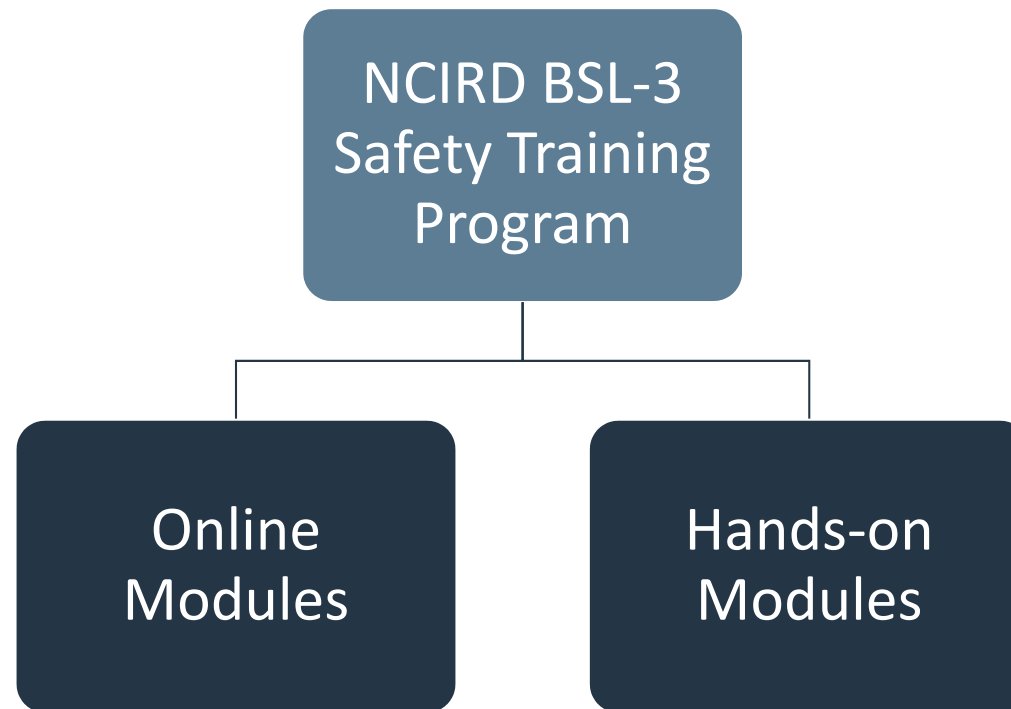 NCIRD BSL-3
Safety Training
Program
Online
Modules
Hands-on
Modules